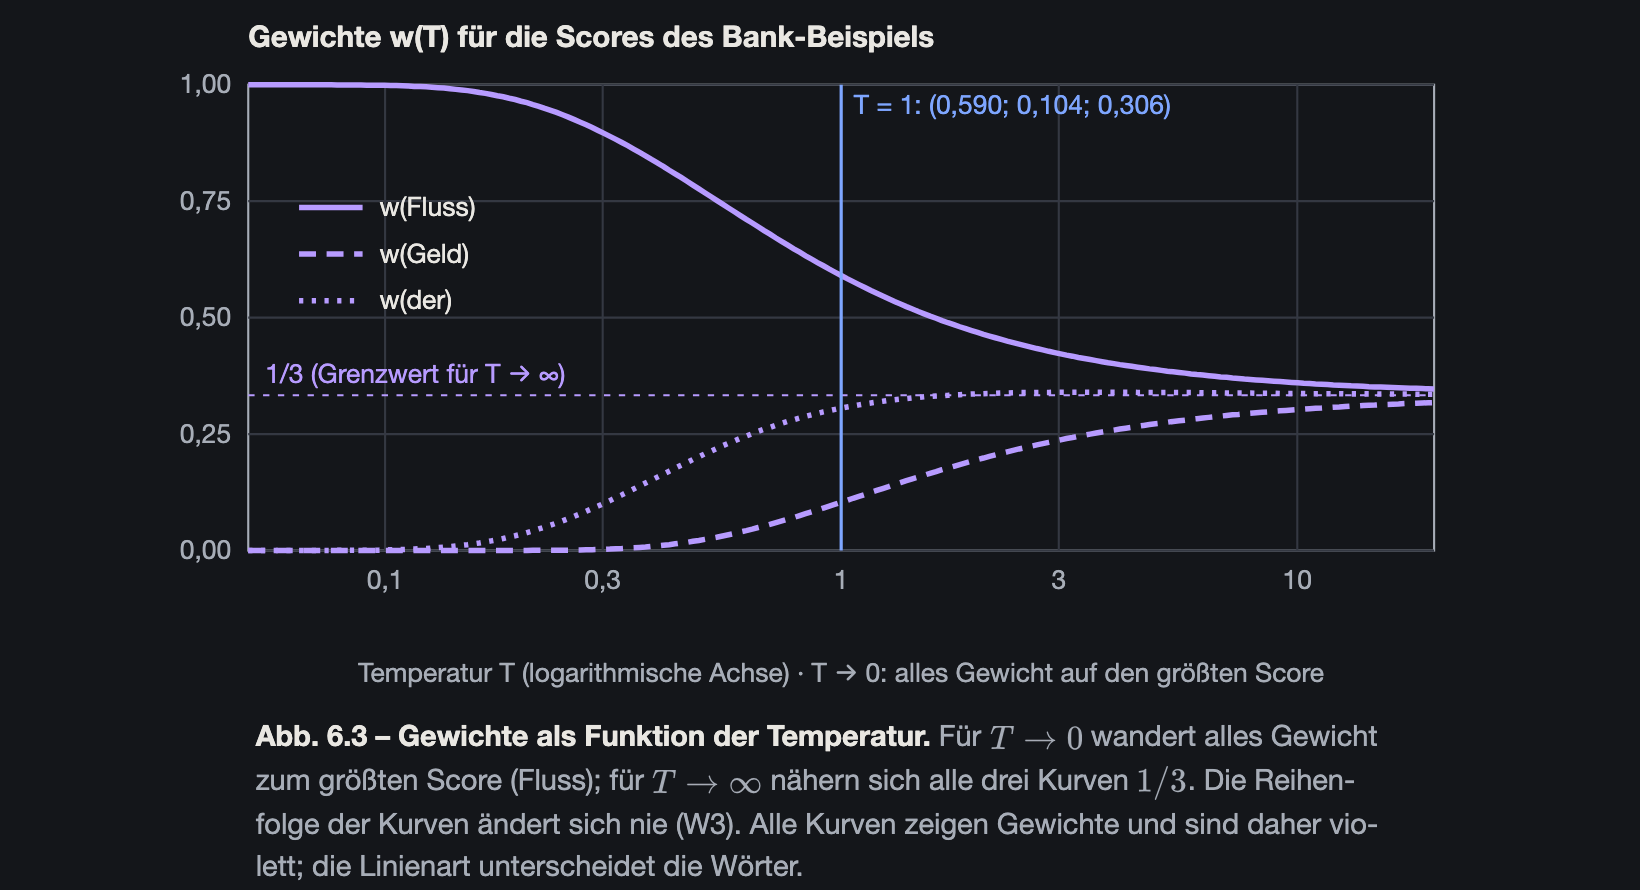 Gewichte w(T) für die Scores des Bank-Beispiels
1,00
T = 1: (0,590; 0,104; 0,306)
0,75
w(Fluss)
w(Geld)
w(der)
0,50
1/3 (Grenzwert für T → ∞)
0,25
0,00
0,1 0,3 1 3 10
Temperatur T (logarithmische Achse) · T → 0: alles Gewicht auf den größten Score
Abb. 6.3 – Gewichte als Funktion der Temperatur. Für T → 0 wandert alles Gewicht
zum größten Score (Fluss); für T → ∞ nähern sich alle drei Kurven 1/3. Die Reihen-
folge der Kurven ändert sich nie (W3). Alle Kurven zeigen Gewichte und sind daher vio-
lett; die Linienart unterscheidet die Wörter.